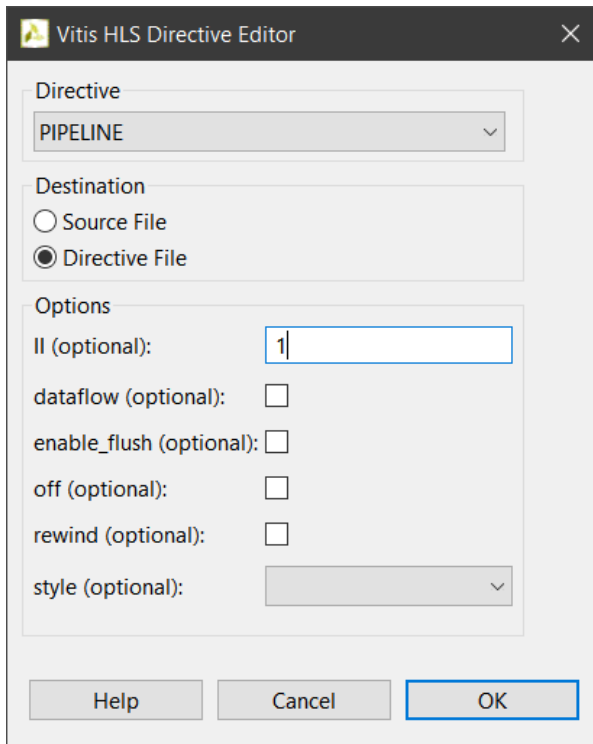 Vitis HLS Directive Editor
Directive
PIPELINE
Destination
Source File
Directive File
Options
II (optional):
1
dataflow (optional):
enable_flush (optional):
off (optional):
rewind (optional):
style (optional):
Help
Cancel
OK